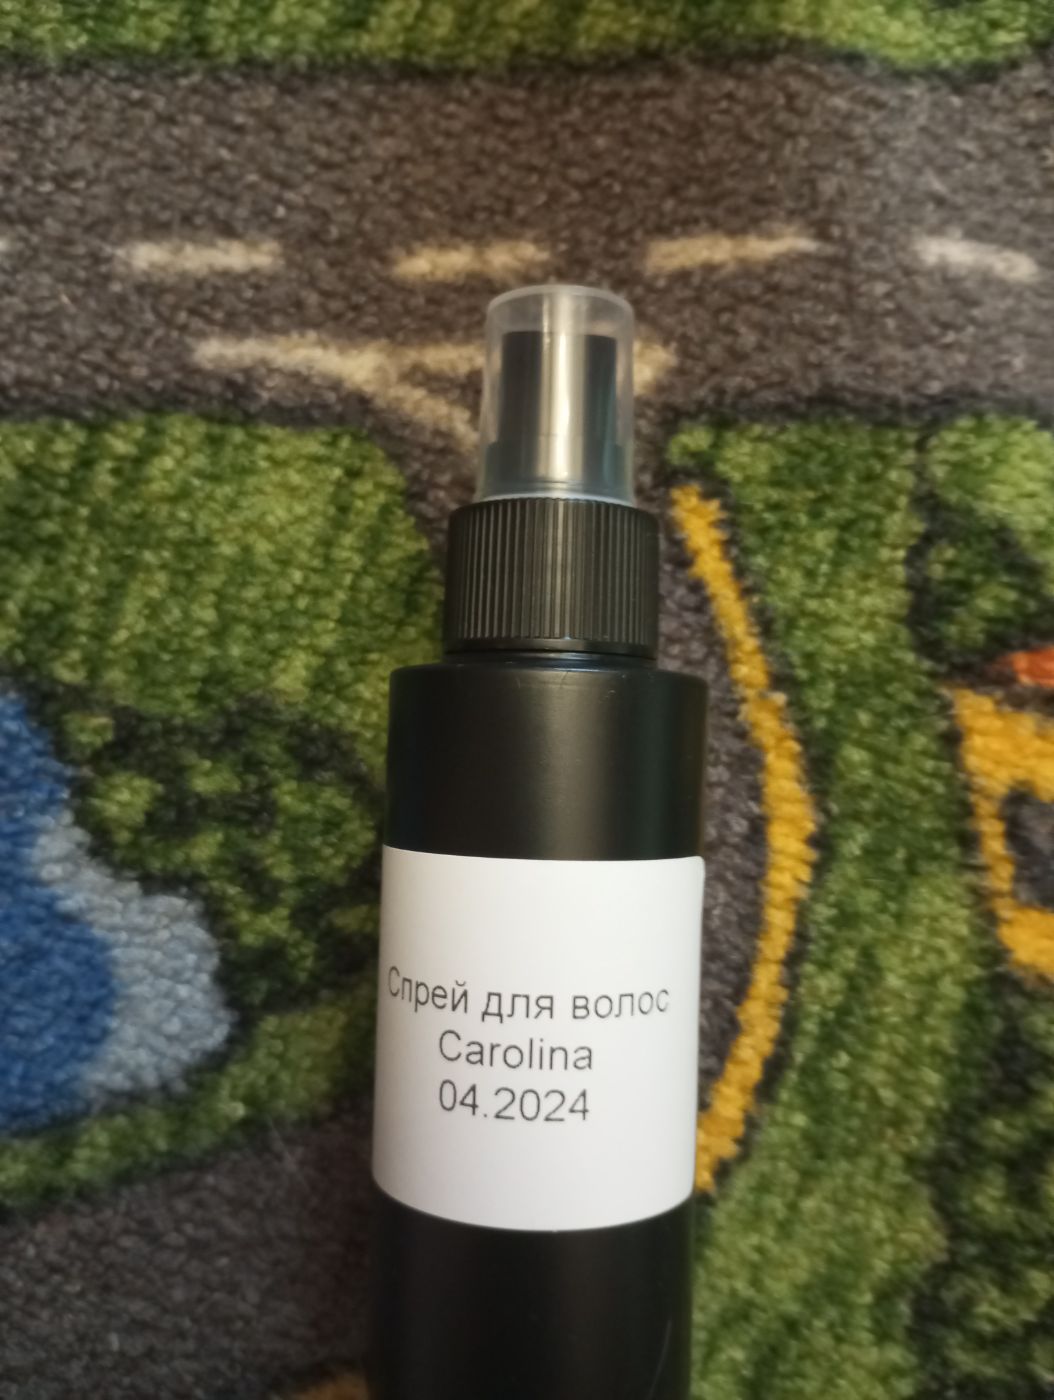 Спрей для волос
Carolina
04.2024